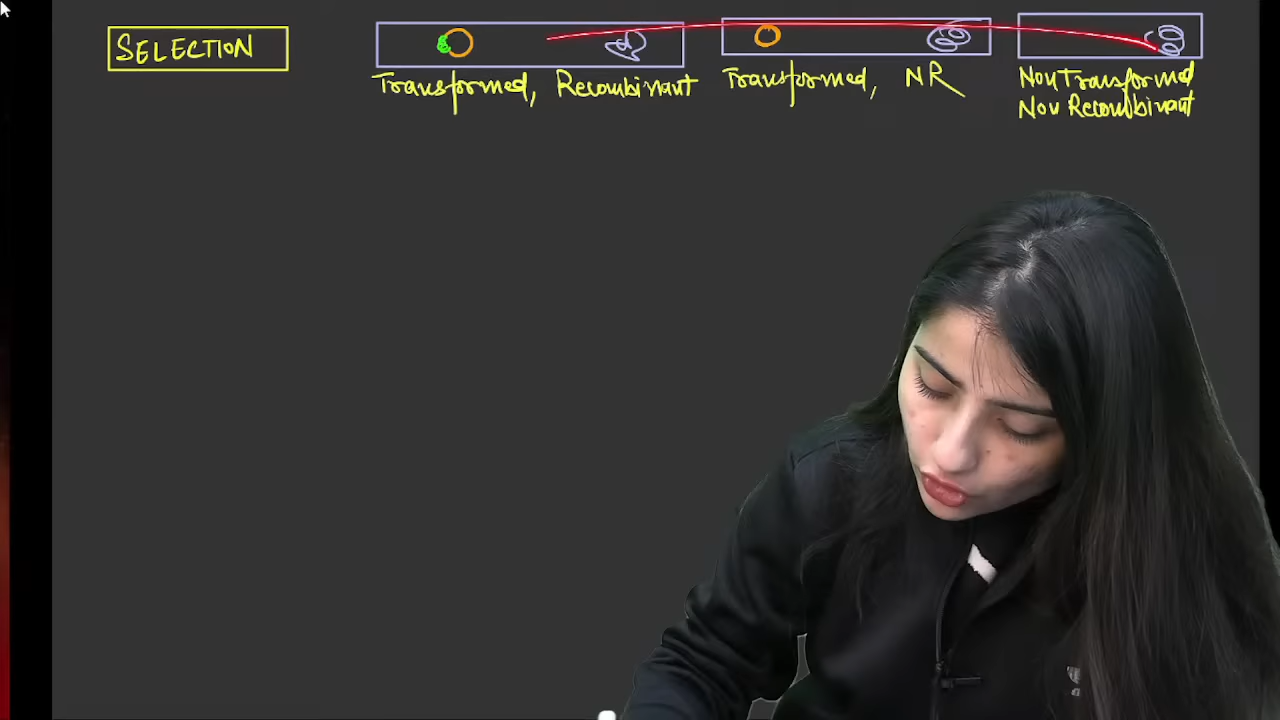 SELECTION
Transformed, Recombinant
Transformed, NR
Non Transformed
Non Recombinant